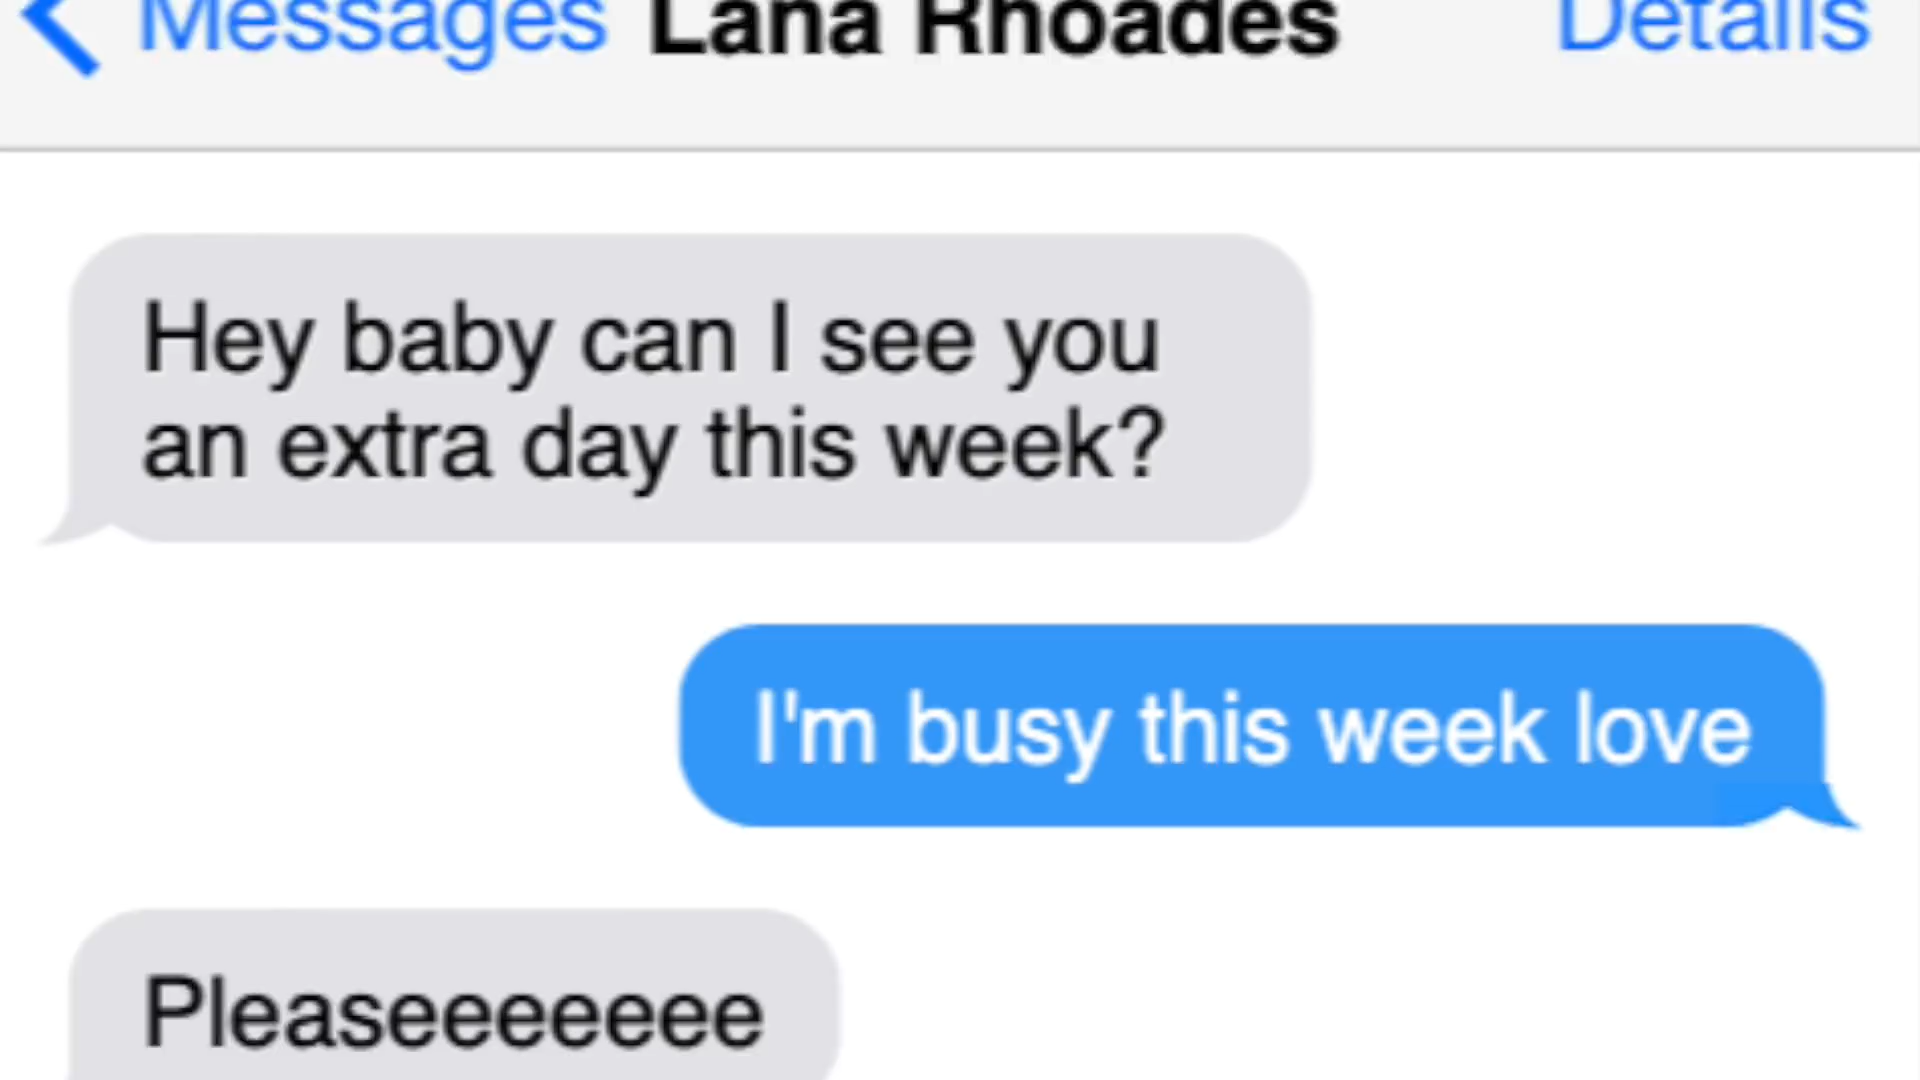 Messages Lana Rhoades Details
Hey baby can I see you
an extra day this week?
I'm busy this week love
Pleaseeeeeee